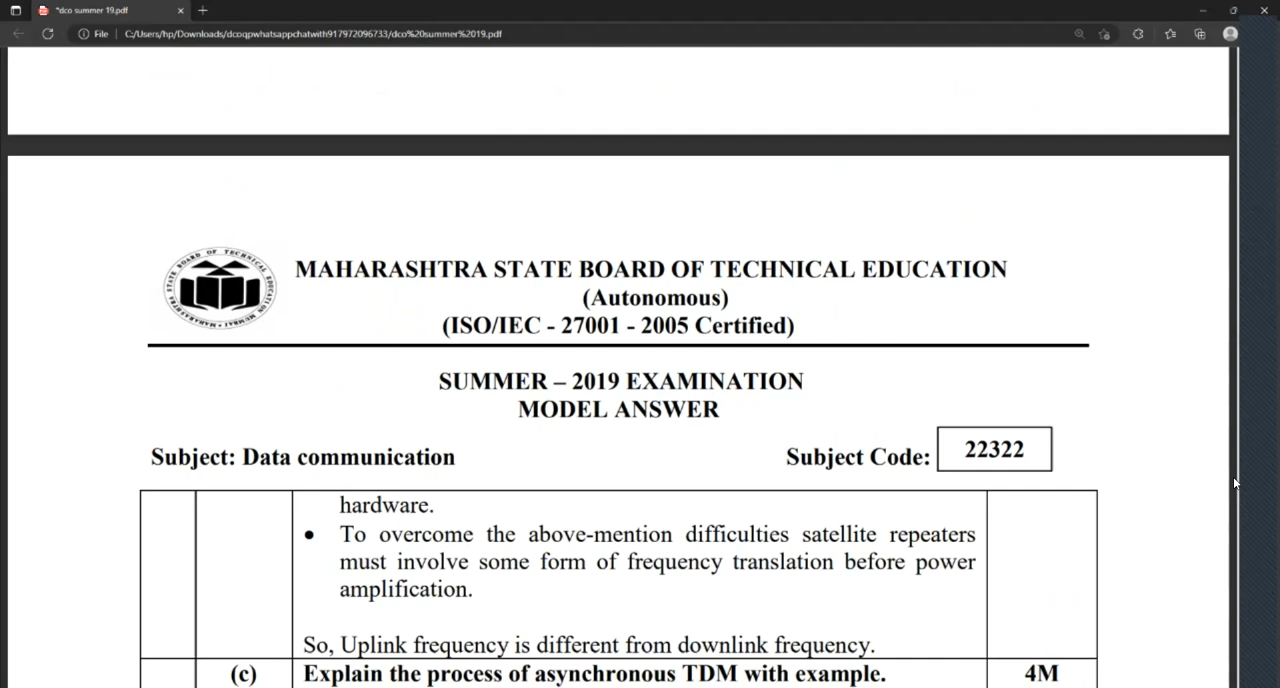 *dco summer 19.pdf
File C:/Users/hp/Downloads/dcoqpwhatsappchatwith917972096733/dco%20summer%2019.pdf
MAHARASHTRA STATE BOARD OF TECHNICAL EDUCATION
(Autonomous)
(ISO/IEC - 27001 - 2005 Certified)
SUMMER – 2019 EXAMINATION
MODEL ANSWER
Subject: Data communication Subject Code: 22322
hardware.
• To overcome the above-mention difficulties satellite repeaters
must involve some form of frequency translation before power
amplification.
So, Uplink frequency is different from downlink frequency.
(c) Explain the process of asynchronous TDM with example. 4M